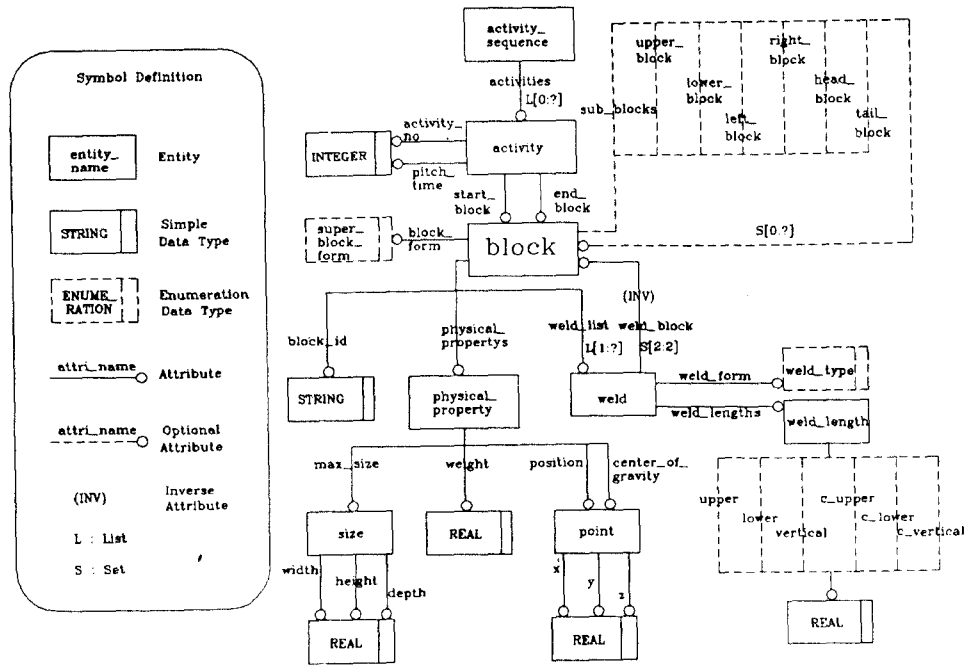 Symbol Definition
entity_
name
Entity
STRING
Simple
Data Type
ENUME_
RATION
Enumeration
Data Type
attri_name
Attribute
attri_name
Optional
Attribute
(INV)
Inverse
Attribute
L : List
S : Set
activity_
sequence
activities
L[0:?]
activity_
no.
INTEGER
activity
pitch_
time
start_
block
end_
block
super_
block_
form
block_
form
block
sub_blocks
upper_
block
lower_
block
left_
block
right_
block
head_
block
tail_
block
S[0.?]
(INV)
block_id
physical_
propertys
weld_list
weld_block
L[1:?]
S[2:2]
STRING
physical_
property
weld
weld_form
weld_type
weld_lengths
weld_length
max_size
weight
position
center_of_
gravity
upper
lower
vertical
c_upper
c_lower
c_vertical
size
REAL
point
width
height
depth
x
y
z
REAL
REAL
REAL